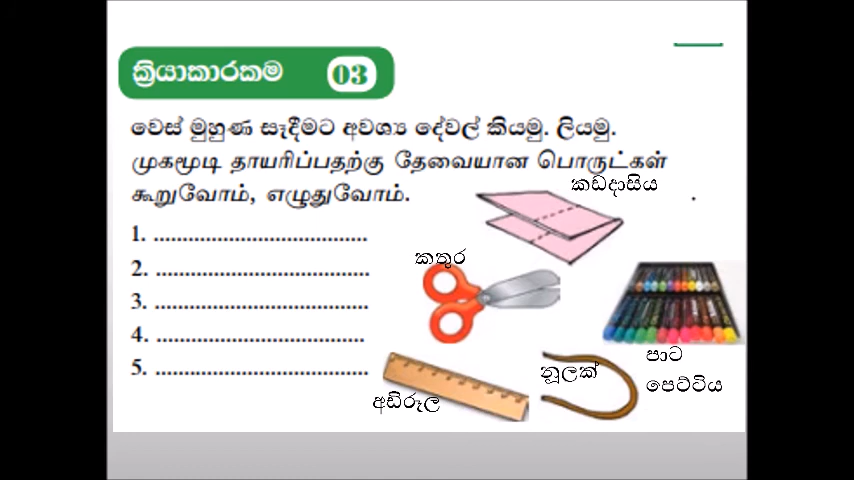 ක්‍රියාකාරකම 03
වෙස් මුහුණ සෑදීමට අවශ්‍ය දේවල් කියමු. ලියමු.
முகமூடி தயாரிப்பதற்கு தேவையான பொருட்கள்
கூறுவோம், எழுதுவோம்.
කඩදාසිය
කතුර
1. ......................................
2. ......................................
3. ......................................
4. ......................................
5. ......................................
පාට
පෙට්ටිය
නූලක්
අඩිරූල